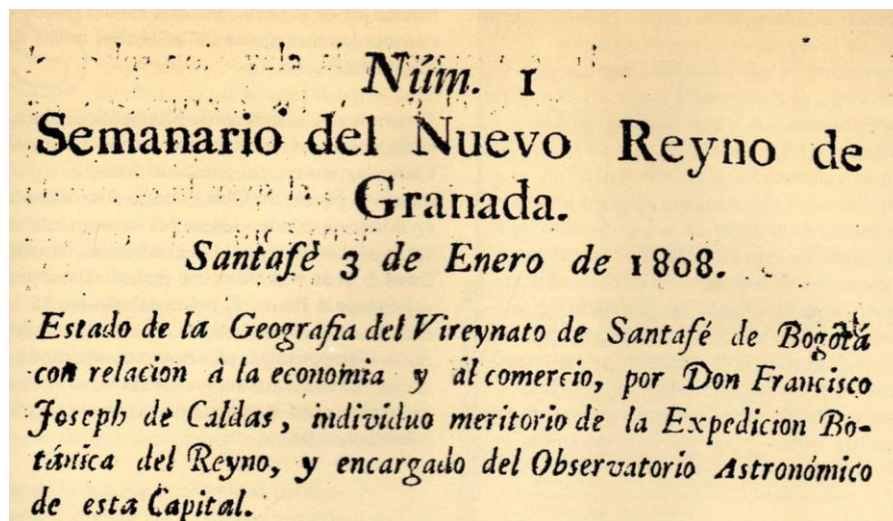 Núm. 1
Semanario del Nuevo Reyno de
Granada.
Santafé 3 de Enero de 1808.
Estado de la Geografia del Vireynato de Santafé de Bogotá
con relacion à la economia y àl comercio, por Don Francisco
Joseph de Caldas, individuo meritorio de la Expedicion Bo-
tánica del Reyno, y encargado del Observatorio Astronómico
de esta Capital.